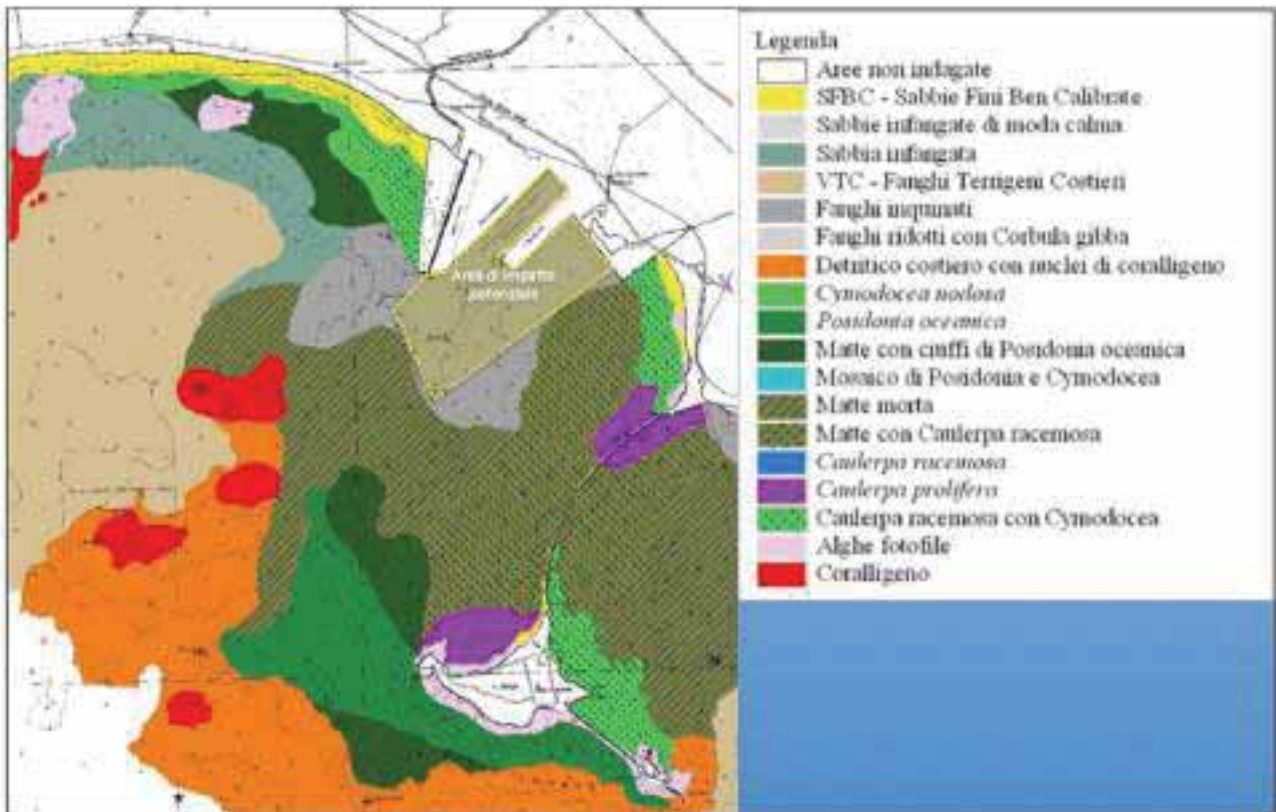 Legenda
Aree non indagate
SFBC - Sabbie Fini Ben Calibrate
Sabbie infangate di moda calma
Sabbia infangata
VTC - Fanghi Terrigeni Costieri
Fanghi inquinati
Fanghi ridotti con Corbula gibba
Detritico costiero con nuclei di coralligeno
Cymodocea nodosa
Posidonia oceanica
Matte con ciuffi di Posidonia oceanica
Mosaico di Posidonia e Cymodocea
Matte morta
Matte con Caulerpa racemosa
Caulerpa racemosa
Caulerpa prolifera
Caulerpa racemosa con Cymodocea
Alghe fotofile
Coralligeno
Area di impatto
potenziale